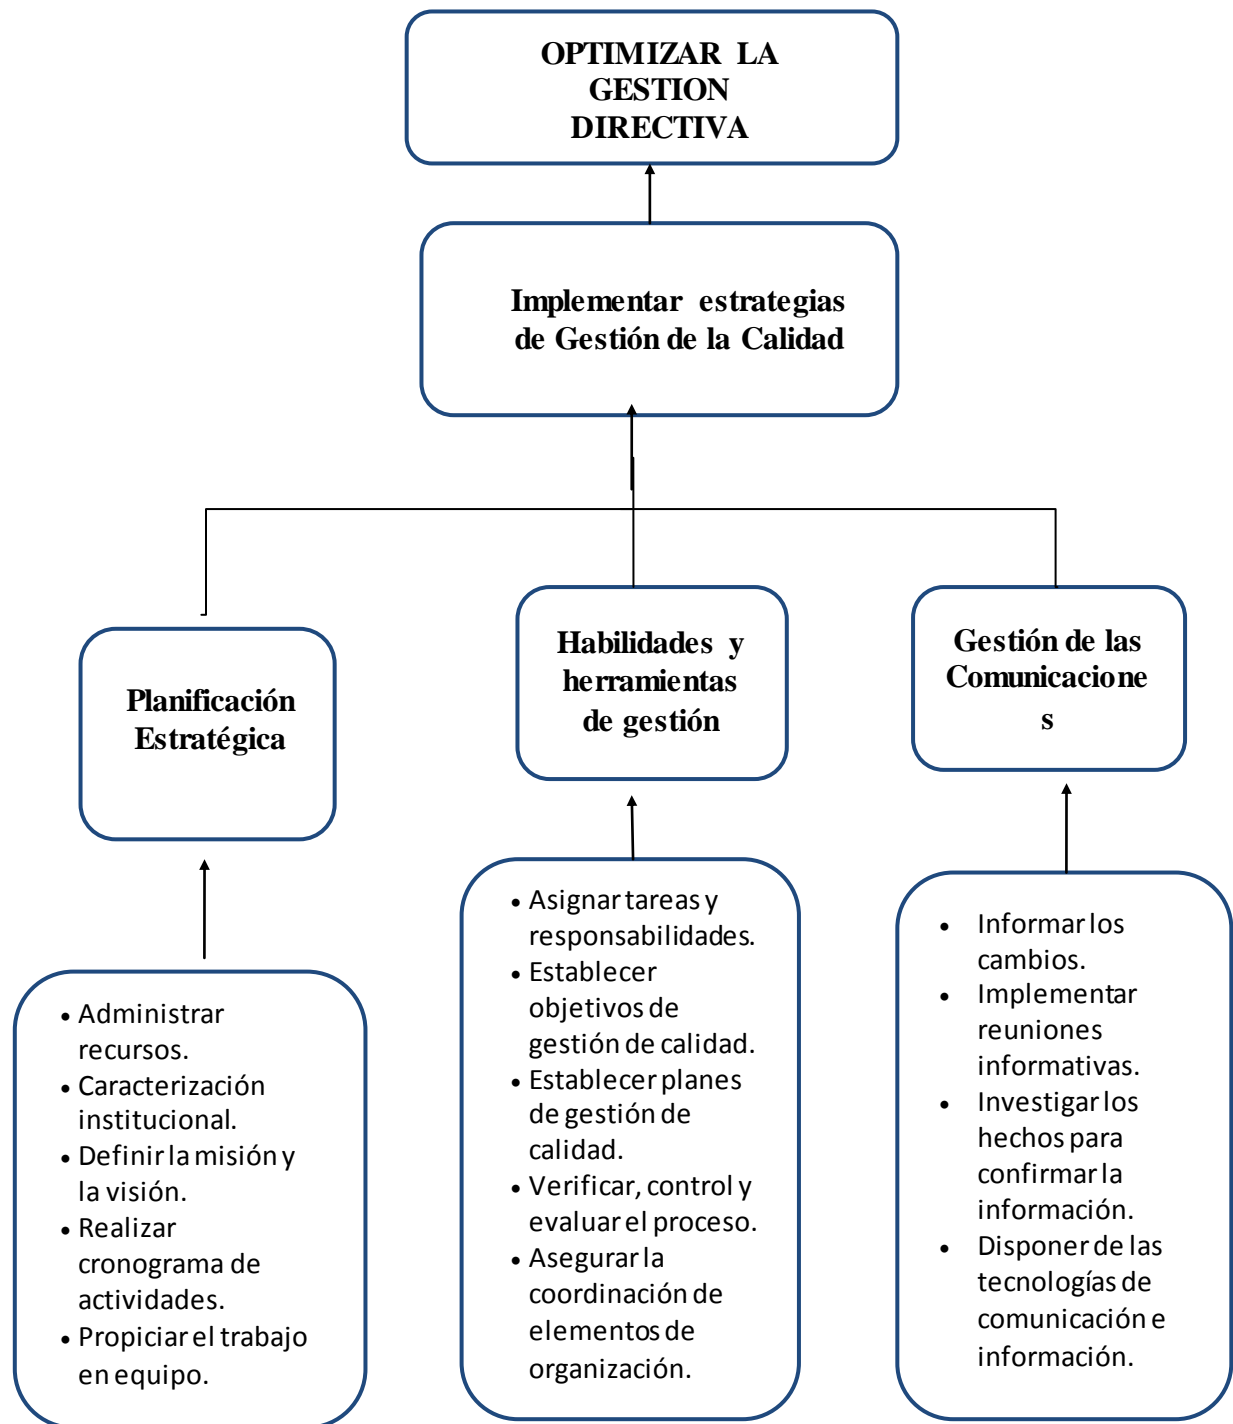 OPTIMIZAR LA
GESTION
DIRECTIVA
Implementar estrategias
de Gestión de la Calidad
Planificación
Estratégica
Habilidades y
herramientas
de gestión
Gestión de las
Comunicacione
s
• Administrar
recursos.
• Caracterización
institucional.
• Definir la misión y
la visión.
• Realizar
cronograma de
actividades.
• Propiciar el trabajo
en equipo.
• Asignar tareas y
responsabilidades.
• Establecer
objetivos de
gestión de calidad.
• Establecer planes
de gestión de
calidad.
• Verificar, control y
evaluar el proceso.
• Asegurar la
coordinación de
elementos de
organización.
• Informar los
cambios.
• Implementar
reuniones
informativas.
• Investigar los
hechos para
confirmar la
información.
• Disponer de las
tecnologías de
comunicación e
información.